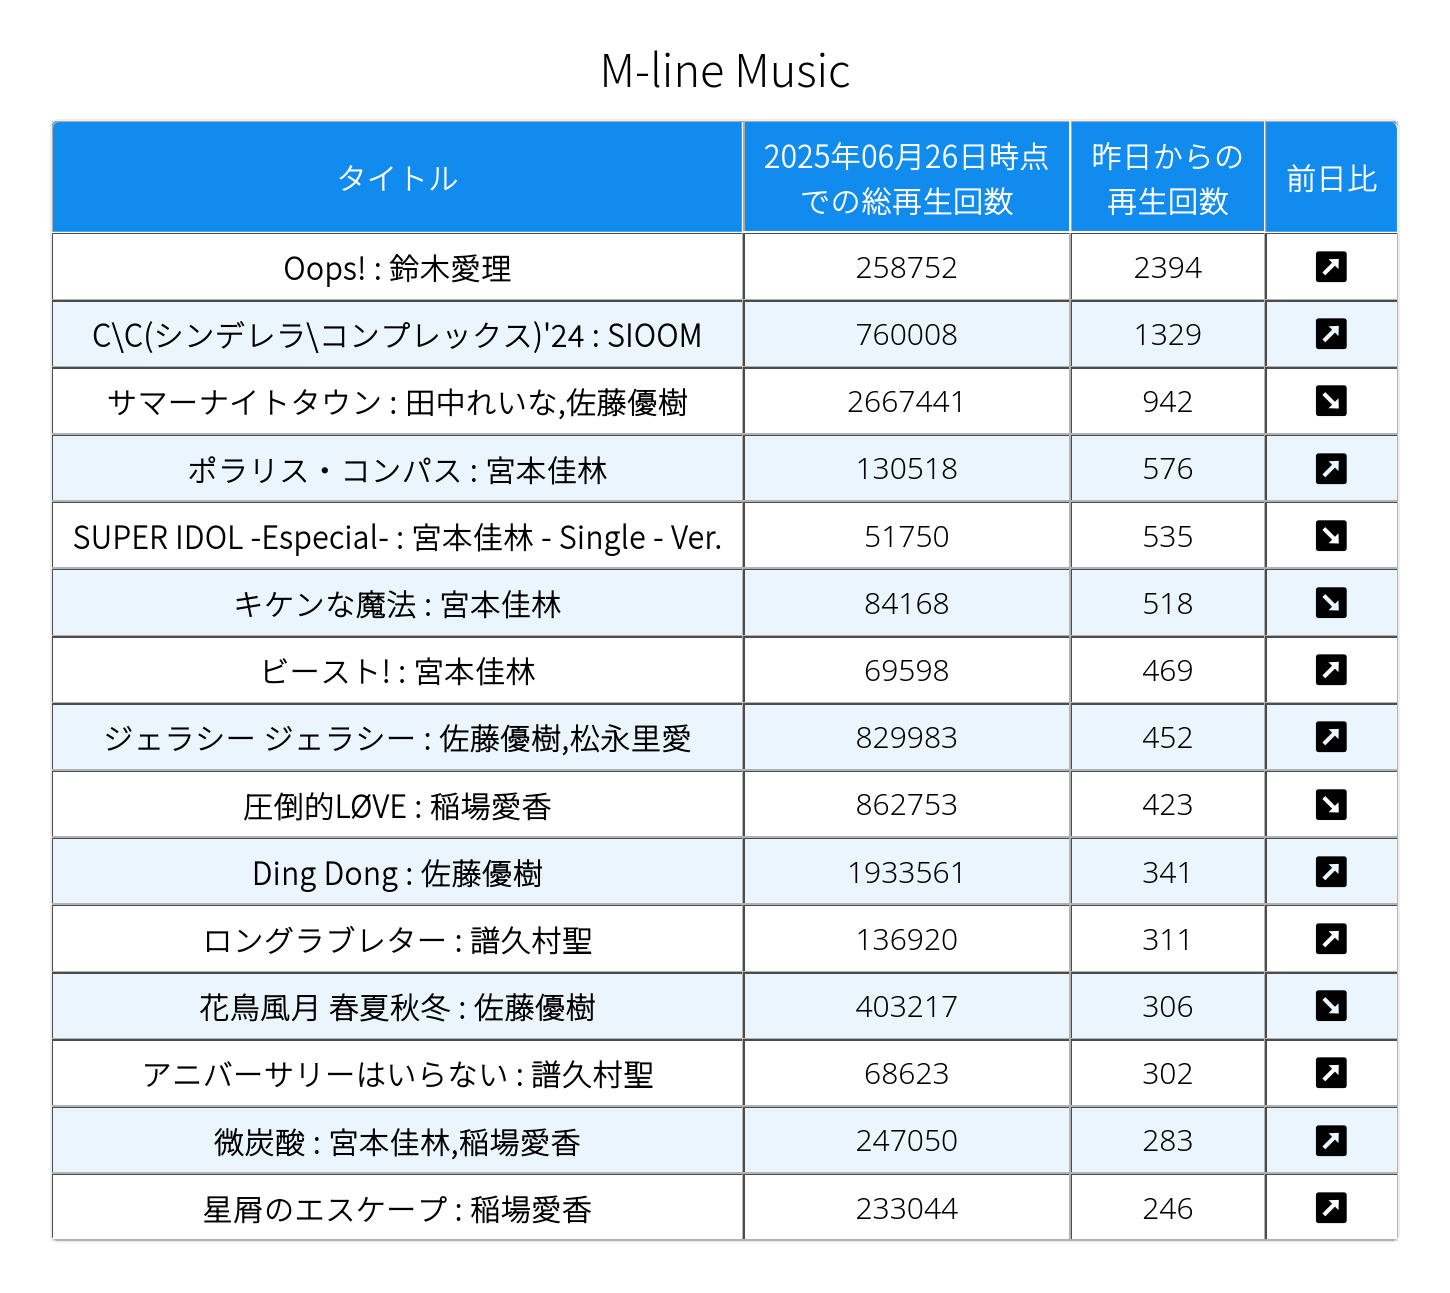 M-line Music
タイトル
2025年06月26日時点
での総再生回数
昨日からの
再生回数
前日比
Oops! : 鈴木愛理 258752 2394 ↗
C\C(シンデレラ\コンプレックス)'24 : SIOOM 760008 1329 ↗
サマーナイトタウン : 田中れいな,佐藤優樹 2667441 942 ↘
ポラリス・コンパス : 宮本佳林 130518 576 ↗
SUPER IDOL -Especial- : 宮本佳林 - Single - Ver. 51750 535 ↘
キケンな魔法 : 宮本佳林 84168 518 ↘
ビースト! : 宮本佳林 69598 469 ↗
ジェラシー ジェラシー : 佐藤優樹,松永里愛 829983 452 ↗
圧倒的LØVE : 稲場愛香 862753 423 ↘
Ding Dong : 佐藤優樹 1933561 341 ↗
ロングラブレター : 譜久村聖 136920 311 ↗
花鳥風月 春夏秋冬 : 佐藤優樹 403217 306 ↘
アニバーサリーはいらない : 譜久村聖 68623 302 ↗
微炭酸 : 宮本佳林,稲場愛香 247050 283 ↗
星屑のエスケープ : 稲場愛香 233044 246 ↗